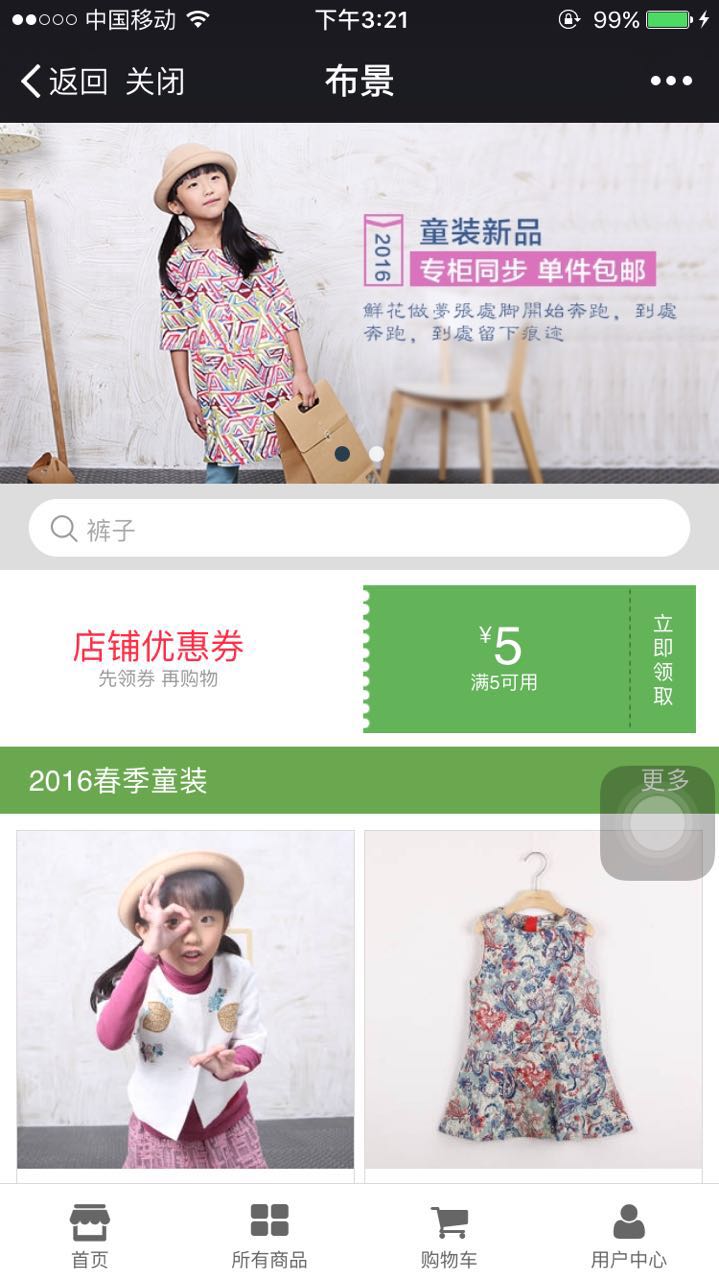 中国移动 下午3:21 99%
返回 关闭 布景
2016
童装新品
专柜同步 单件包邮
鮮花做夢張處脚開始奔跑，到處
奔跑，到處留下痕迹
裤子
店铺优惠券
先领券 再购物
¥5
满5可用
立即领取
2016春季童装 更多
首页 所有商品 购物车 用户中心